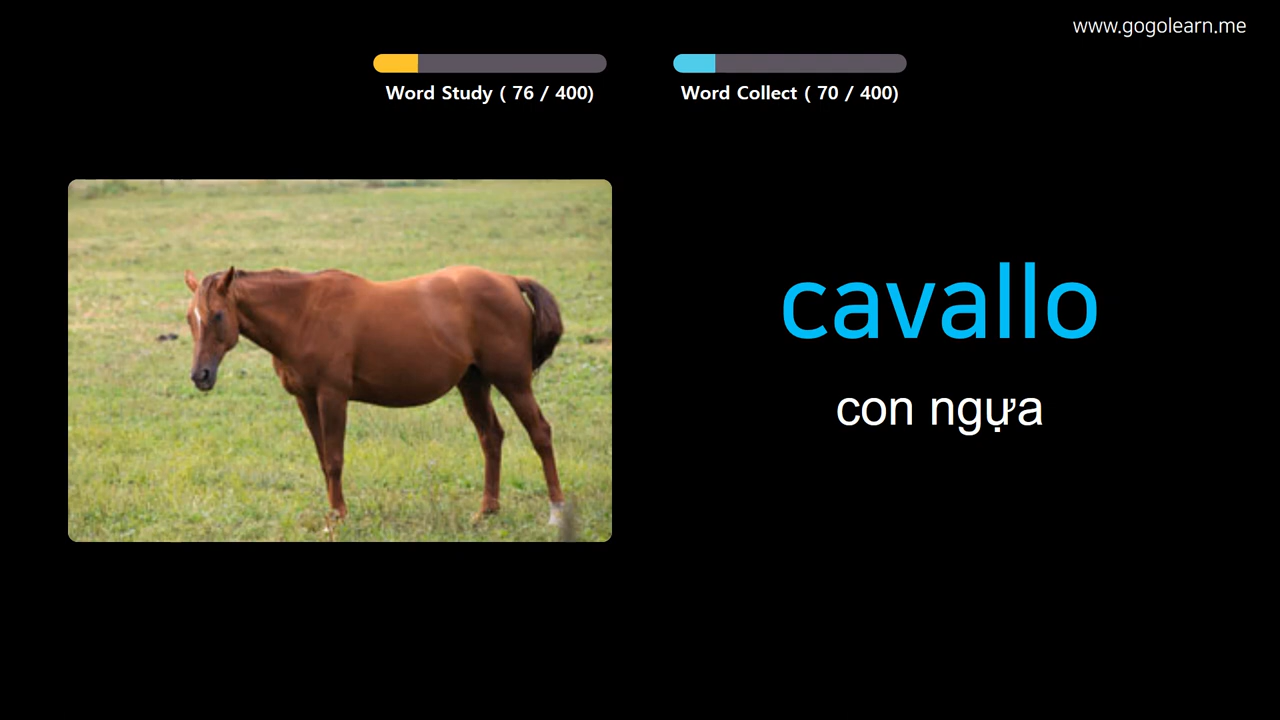 www.gogolearn.me
Word Study ( 76 / 400)
Word Collect ( 70 / 400)
cavallo
con ngựa